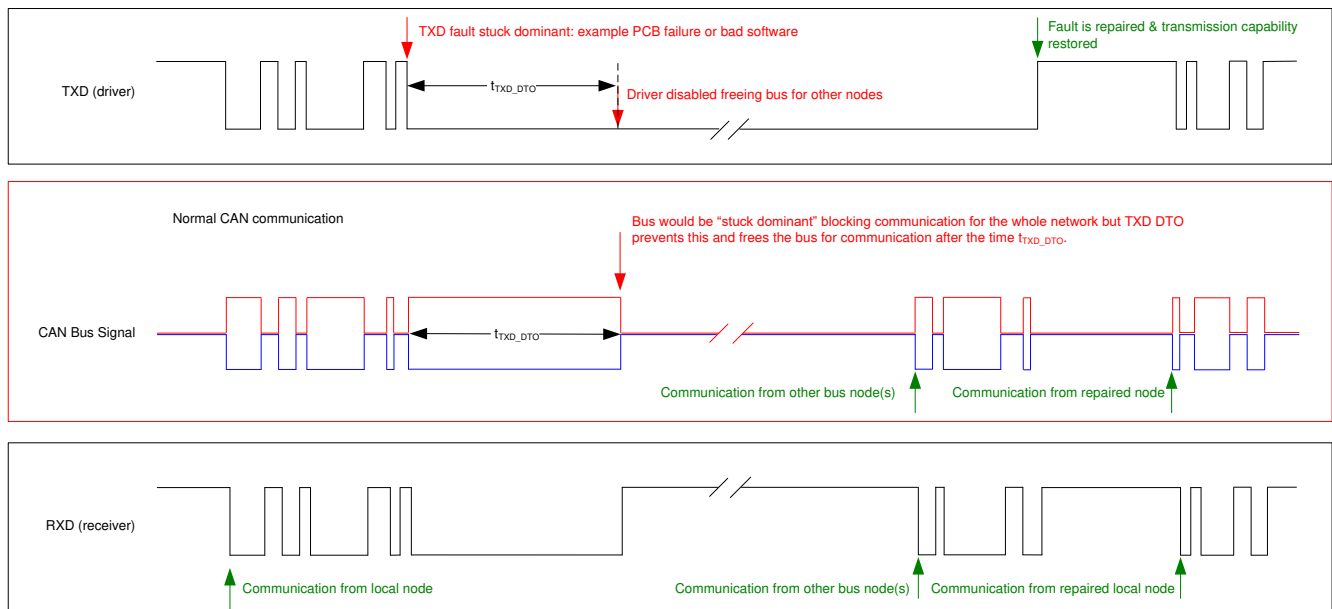 TXD fault stuck dominant: example PCB failure or bad software
Fault is repaired & transmission capability
restored
TXD (driver)
tTXD_DTO
Driver disabled freeing bus for other nodes
Normal CAN communication
Bus would be “stuck dominant” blocking communication for the whole network but TXD DTO
prevents this and frees the bus for communication after the time tTXD_DTO.
CAN Bus Signal
tTXD_DTO
Communication from other bus node(s)
Communication from repaired node
RXD (receiver)
Communication from local node
Communication from other bus node(s)
Communication from repaired local node